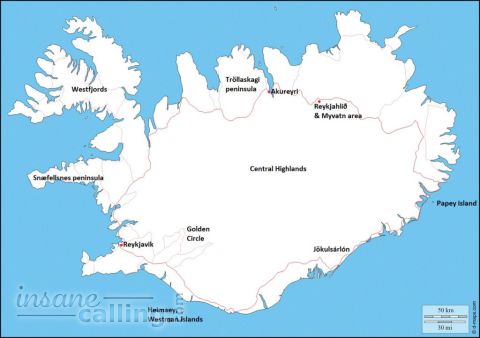 Westfjords
Tröllaskagi
peninsula
Akureyri
Reykjahlið
& Myvatn area
Snæfellsnes peninsula
Central Highlands
Papey Island
Golden
Circle
Reykjavik
Jökulsárlón
Heimaey,
Westman Islands
insane
calling
50 km
30 mi
© d-maps.com